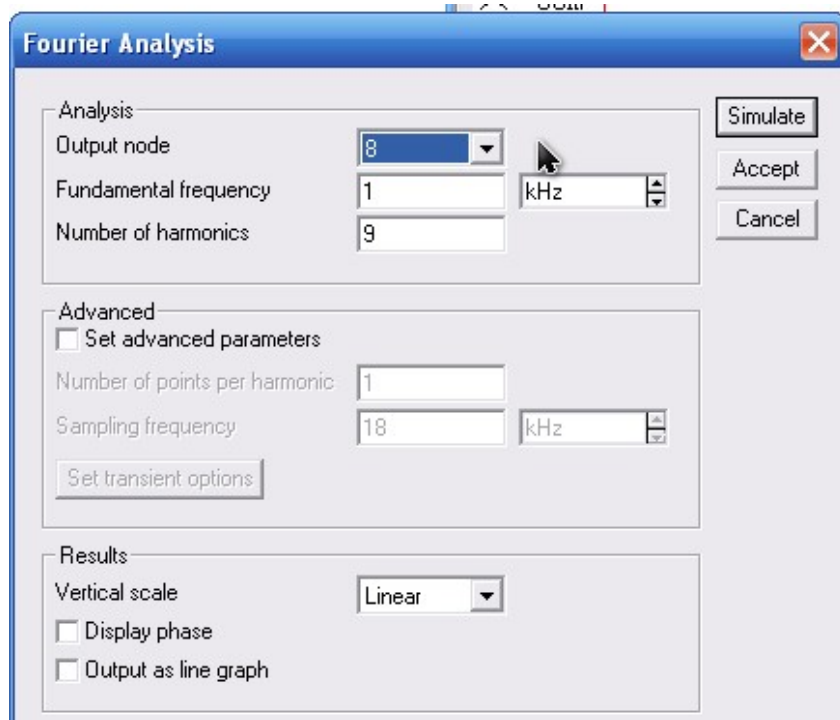 Fourier Analysis
Analysis
Output node 8
Fundamental frequency 1 kHz
Number of harmonics 9
Simulate
Accept
Cancel
Advanced
Set advanced parameters
Number of points per harmonic 1
Sampling frequency 18 kHz
Set transient options
Results
Vertical scale Linear
Display phase
Output as line graph